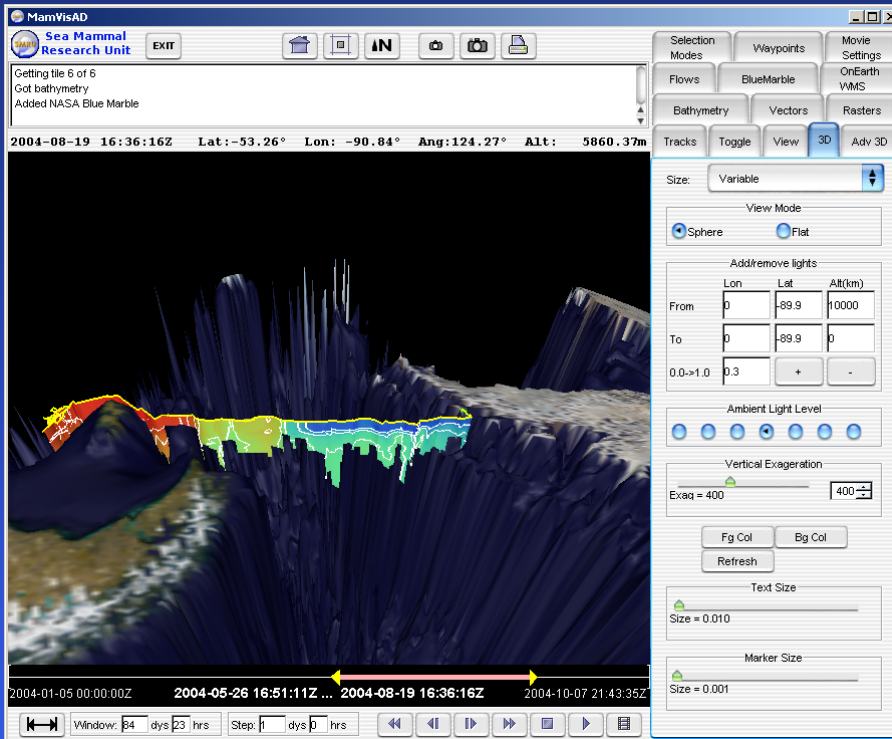 MamVisAD
SMRU
Sea Mammal
Research Unit
EXIT
N
Getting tile 6 of 6
Got bathymetry
Added NASA Blue Marble
2004-08-19 16:36:16Z Lat:-53.26° Lon: -90.84° Ang:124.27° Alt: 5860.37m
Selection Modes
Waypoints
Movie Settings
Flows
BlueMarble
OnEarth WMS
Bathymetry
Vectors
Rasters
Tracks
Toggle
View
3D
Adv 3D
Size: Variable
View Mode
Sphere
Flat
Add/remove lights
Lon Lat Alt(km)
From 0 -89.9 10000
To 0 -89.9 0
0.0->1.0 0.3 + -
Ambient Light Level
Vertical Exageration
Exag = 400
400
Fg Col
Bg Col
Refresh
Text Size
Size = 0.010
Marker Size
Size = 0.001
2004-01-05 00:00:00Z 2004-05-26 16:51:11Z ... 2004-08-19 16:36:16Z 2004-10-07 21:43:35Z
Window: 84 dys 23 hrs Step: 1 dys 0 hrs